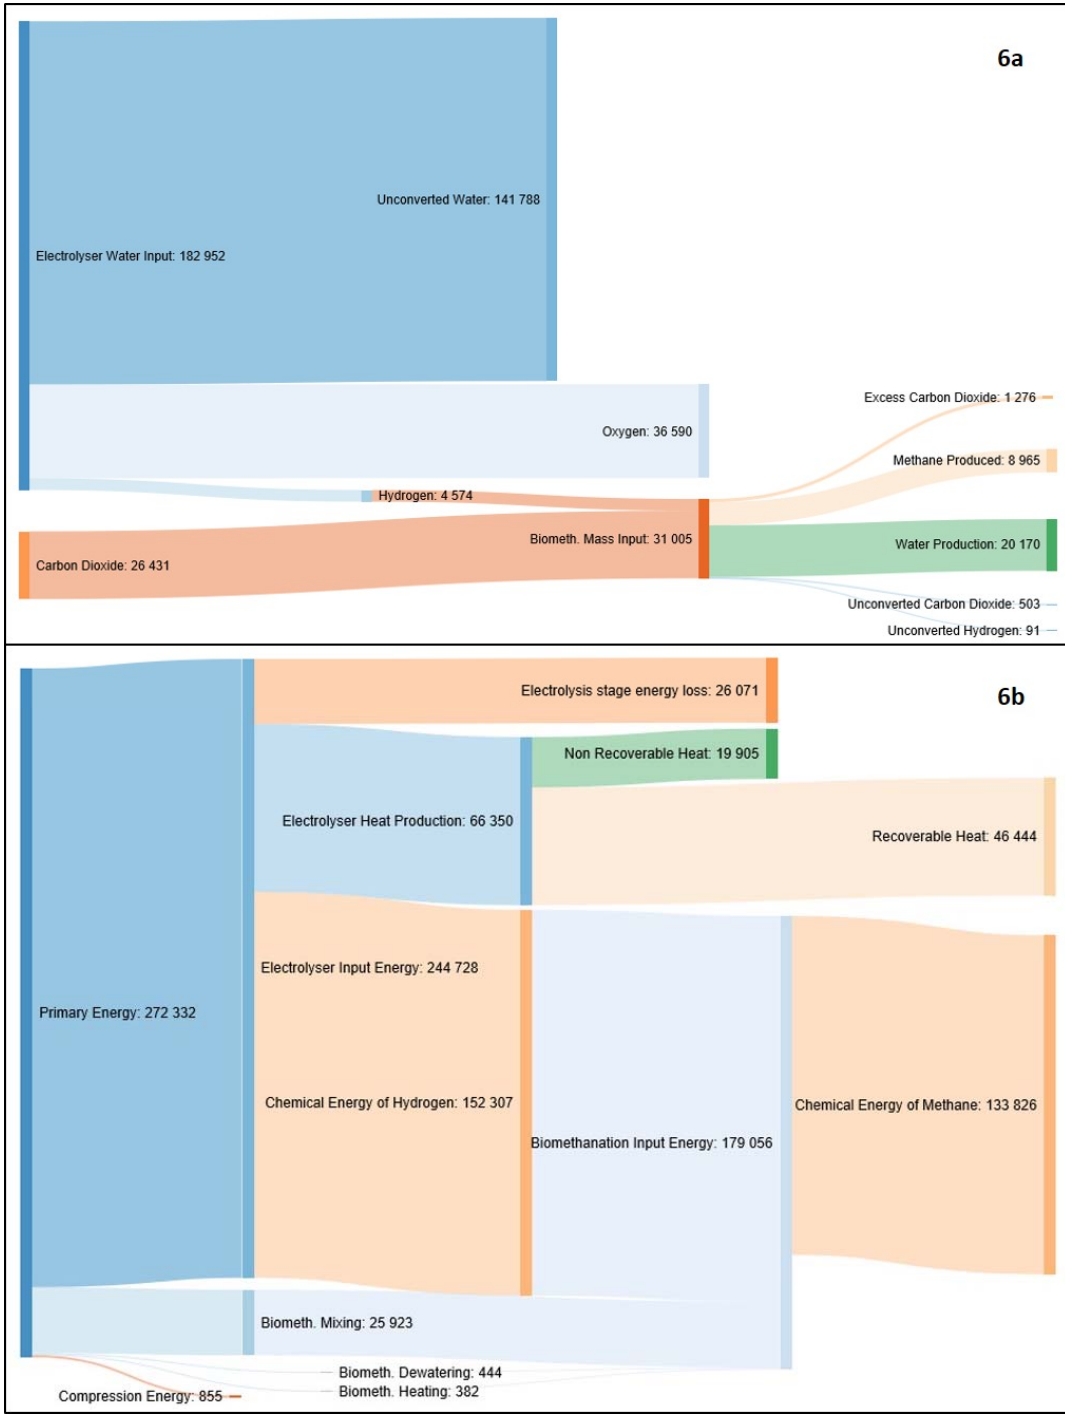 6a
Unconverted Water: 141 788
Electrolyser Water Input: 182 952
Excess Carbon Dioxide: 1 276
Oxygen: 36 590
Methane Produced: 8 965
Hydrogen: 4 574
Biometh. Mass Input: 31 005
Water Production: 20 170
Carbon Dioxide: 26 431
Unconverted Carbon Dioxide: 503
Unconverted Hydrogen: 91
6b
Electrolysis stage energy loss: 26 071
Non Recoverable Heat: 19 905
Electrolyser Heat Production: 66 350
Recoverable Heat: 46 444
Electrolyser Input Energy: 244 728
Primary Energy: 272 332
Chemical Energy of Hydrogen: 152 307
Chemical Energy of Methane: 133 826
Biomethanation Input Energy: 179 056
Biometh. Mixing: 25 923
Biometh. Dewatering: 444
Biometh. Heating: 382
Compression Energy: 855